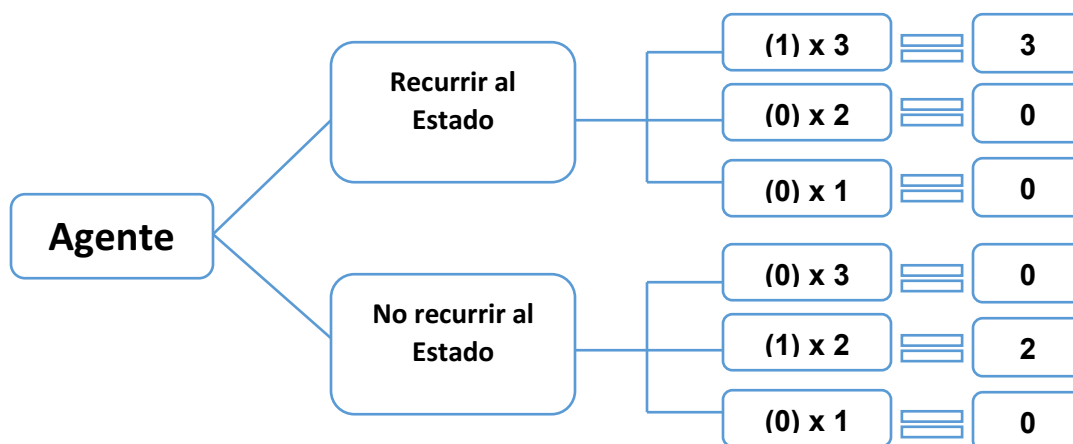 Agente
Recurrir al
Estado
(1) x 3
3
(0) x 2
0
(0) x 1
0
No recurrir al
Estado
(0) x 3
0
(1) x 2
2
(0) x 1
0